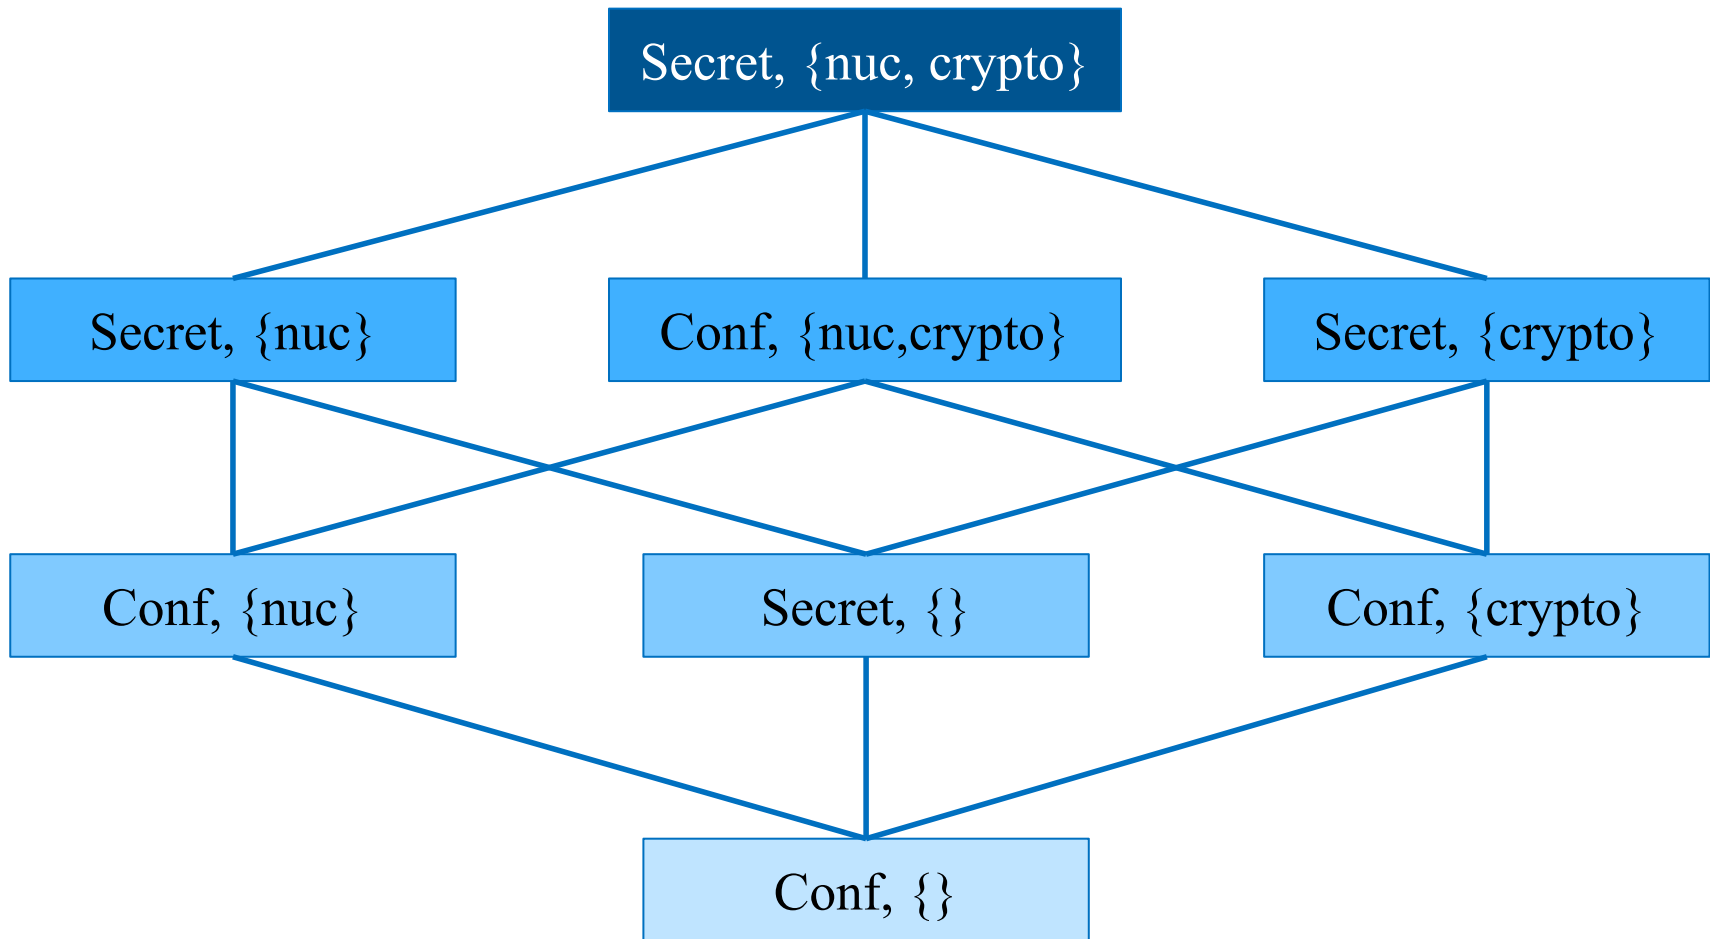 Secret, {nuc, crypto}
Secret, {nuc}
Conf, {nuc,crypto}
Secret, {crypto}
Conf, {nuc}
Secret, {}
Conf, {crypto}
Conf, {}